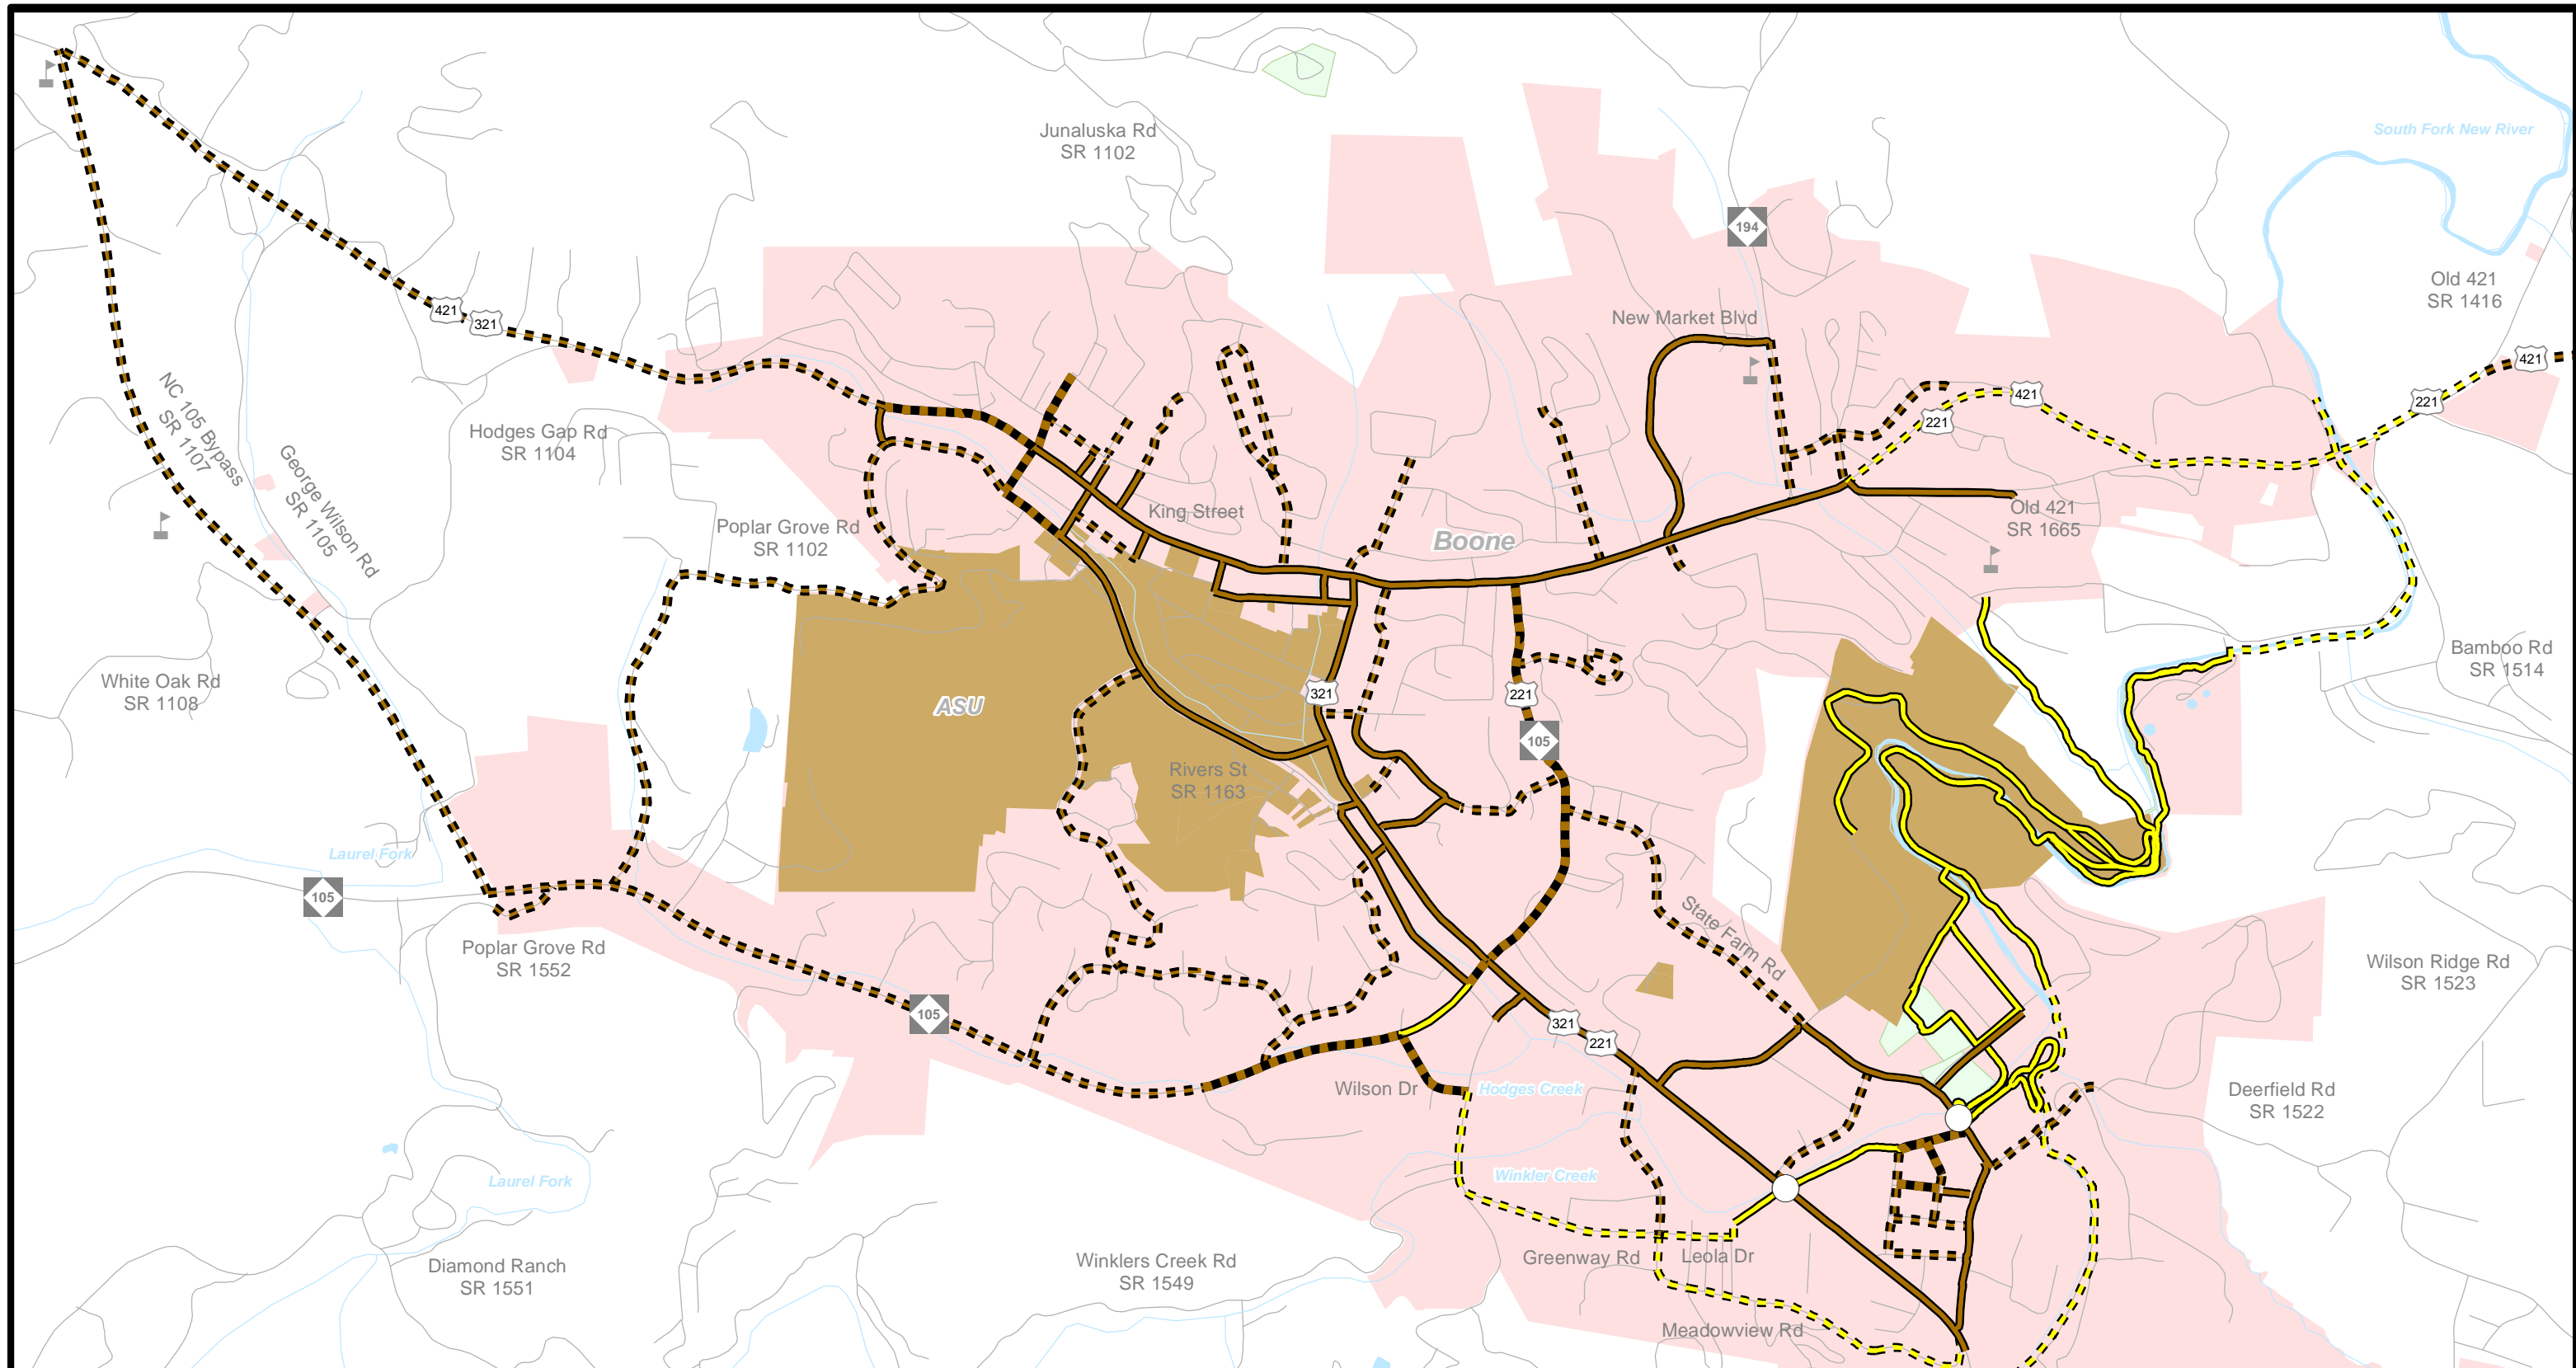 South Fork New River
Junaluska Rd
SR 1102
194
Old 421
SR 1416
421
321
New Market Blvd
421
221
421
221
NC 105 Bypass
SR 1107
George Wilson Rd
SR 1105
Hodges Gap Rd
SR 1104
Poplar Grove Rd
SR 1102
King Street
Boone
Old 421
SR 1665
White Oak Rd
SR 1108
ASU
321
221
105
Bamboo Rd
SR 1514
Rivers St
SR 1163
Laurel Fork
105
Poplar Grove Rd
SR 1552
State Farm Rd
Wilson Ridge Rd
SR 1523
105
321
221
Wilson Dr
Hodges Creek
Deerfield Rd
SR 1522
Laurel Fork
Winkler Creek
Diamond Ranch
SR 1551
Winklers Creek Rd
SR 1549
Greenway Rd
Leola Dr
Meadowview Rd